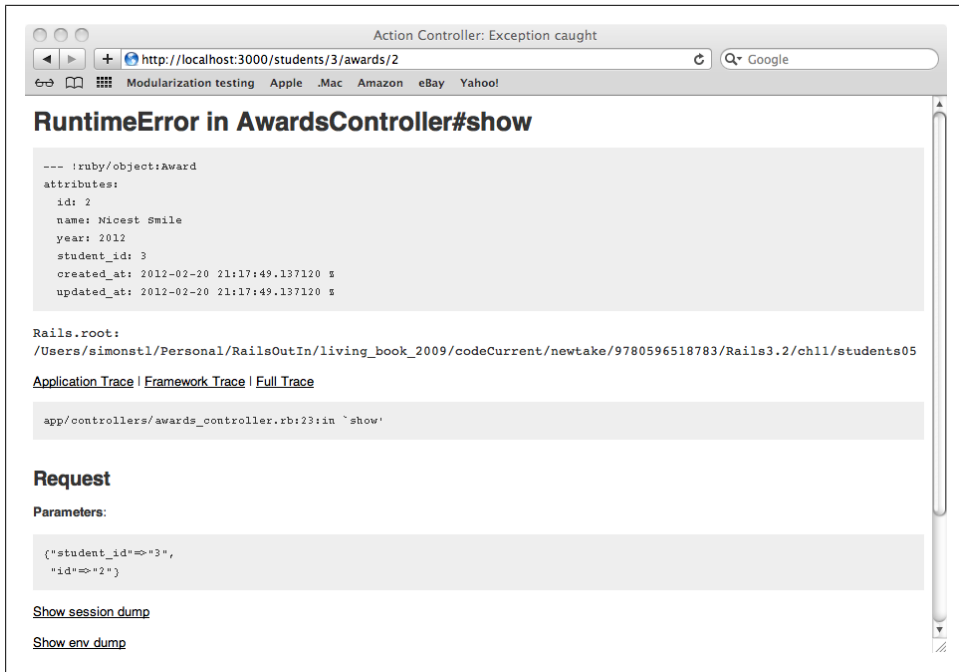 Action Controller: Exception caught
http://localhost:3000/students/3/awards/2
Google
Modularization testing Apple .Mac Amazon eBay Yahoo!
RuntimeError in AwardsController#show
--- !ruby/object:Award
attributes:
id: 2
name: Nicest Smile
year: 2012
student_id: 3
created_at: 2012-02-20 21:17:49.137120 %
updated_at: 2012-02-20 21:17:49.137120 %
Rails.root:
/Users/simonstl/Personal/RailsOutIn/living_book_2009/codeCurrent/newtake/9780596518783/Rails3.2/ch11/students05
Application Trace | Framework Trace | Full Trace
app/controllers/awards_controller.rb:23:in `show'
Request
Parameters:
{"student_id"=>"3",
"id"=>"2"}
Show session dump
Show env dump